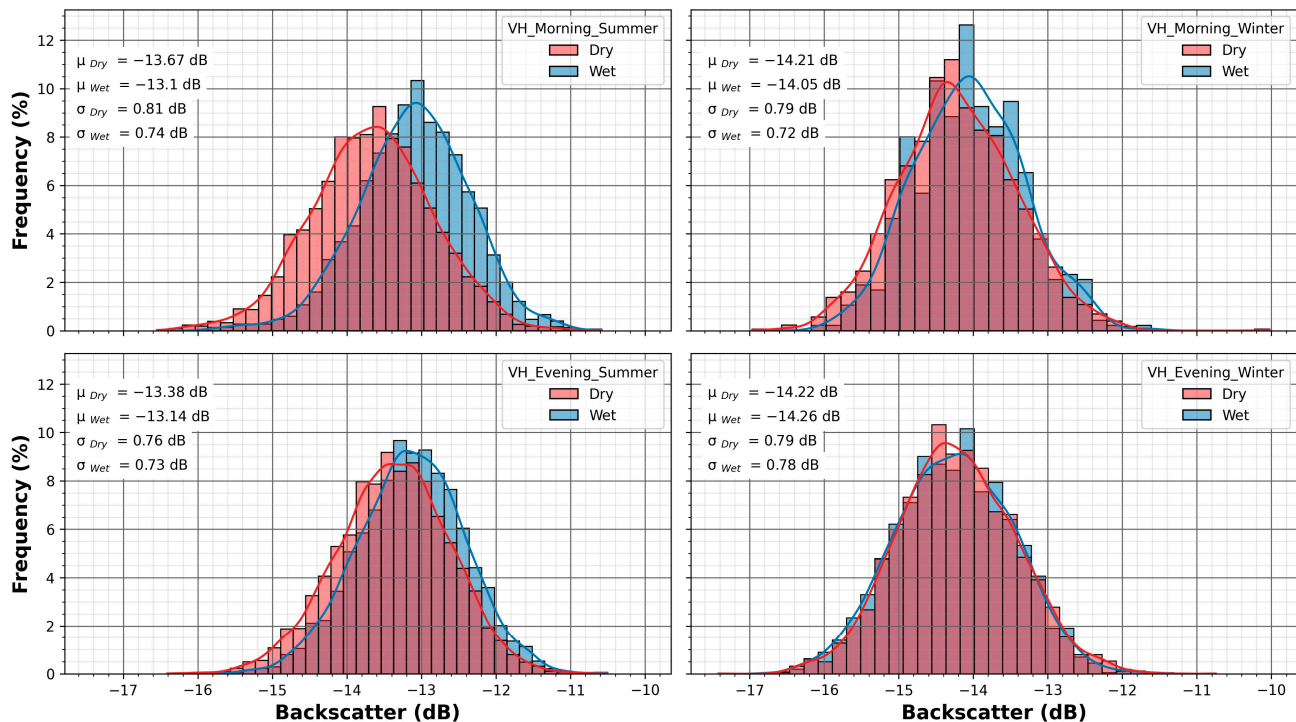 VH_Morning_Summer
Dry
Wet
μ Dry = −13.67 dB
μ Wet = −13.1 dB
σ Dry = 0.81 dB
σ Wet = 0.74 dB
Frequency (%)
12
10
8
6
4
2
0
VH_Morning_Winter
Dry
Wet
μ Dry = −14.21 dB
μ Wet = −14.05 dB
σ Dry = 0.79 dB
σ Wet = 0.72 dB
VH_Evening_Summer
Dry
Wet
μ Dry = −13.38 dB
μ Wet = −13.14 dB
σ Dry = 0.76 dB
σ Wet = 0.73 dB
Frequency (%)
12
10
8
6
4
2
0
−17 −16 −15 −14 −13 −12 −11 −10
Backscatter (dB)
VH_Evening_Winter
Dry
Wet
μ Dry = −14.22 dB
μ Wet = −14.26 dB
σ Dry = 0.79 dB
σ Wet = 0.78 dB
−17 −16 −15 −14 −13 −12 −11 −10
Backscatter (dB)